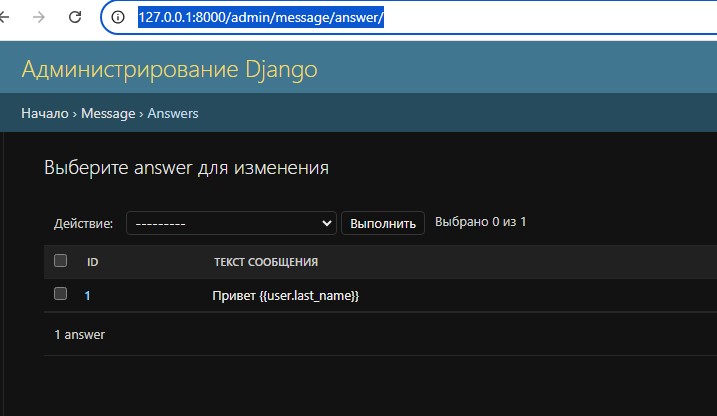 127.0.0.1:8000/admin/message/answer/
Администрирование Django
Начало › Message › Answers
Выберите answer для изменения
Действие: --------- Выполнить Выбрано 0 из 1
ID ТЕКСТ СООБЩЕНИЯ
1 Привет {{user.last_name}}
1 answer